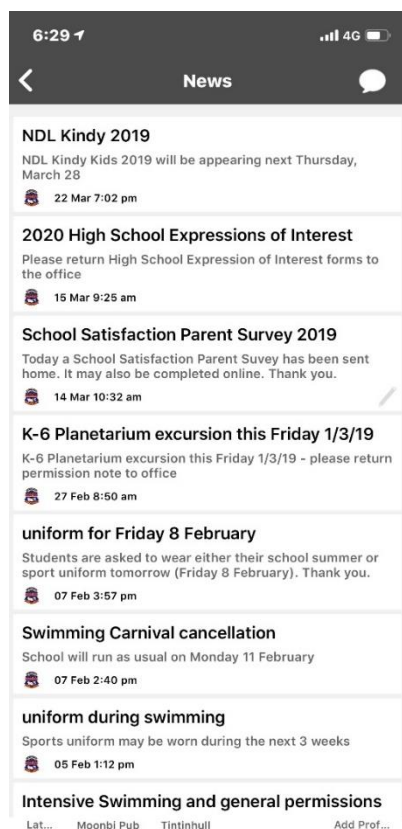 6:29
4G
News
NDL Kindy 2019
NDL Kindy Kids 2019 will be appearing next Thursday,
March 28
22 Mar 7:02 pm
2020 High School Expressions of Interest
Please return High School Expression of Interest forms to
the office
15 Mar 9:25 am
School Satisfaction Parent Survey 2019
Today a School Satisfaction Parent Suvey has been sent
home. It may also be completed online. Thank you.
14 Mar 10:32 am
K-6 Planetarium excursion this Friday 1/3/19
K-6 Planetarium excursion this Friday 1/3/19 - please return
permission note to office
27 Feb 8:50 am
uniform for Friday 8 February
Students are asked to wear either their school summer or
sport uniform tomorrow (Friday 8 February). Thank you.
07 Feb 3:57 pm
Swimming Carnival cancellation
School will run as usual on Monday 11 February
07 Feb 2:40 pm
uniform during swimming
Sports uniform may be worn during the next 3 weeks
05 Feb 1:12 pm
Intensive Swimming and general permissions
Lat... Moonbi Pub Tintinhull Add Prof...